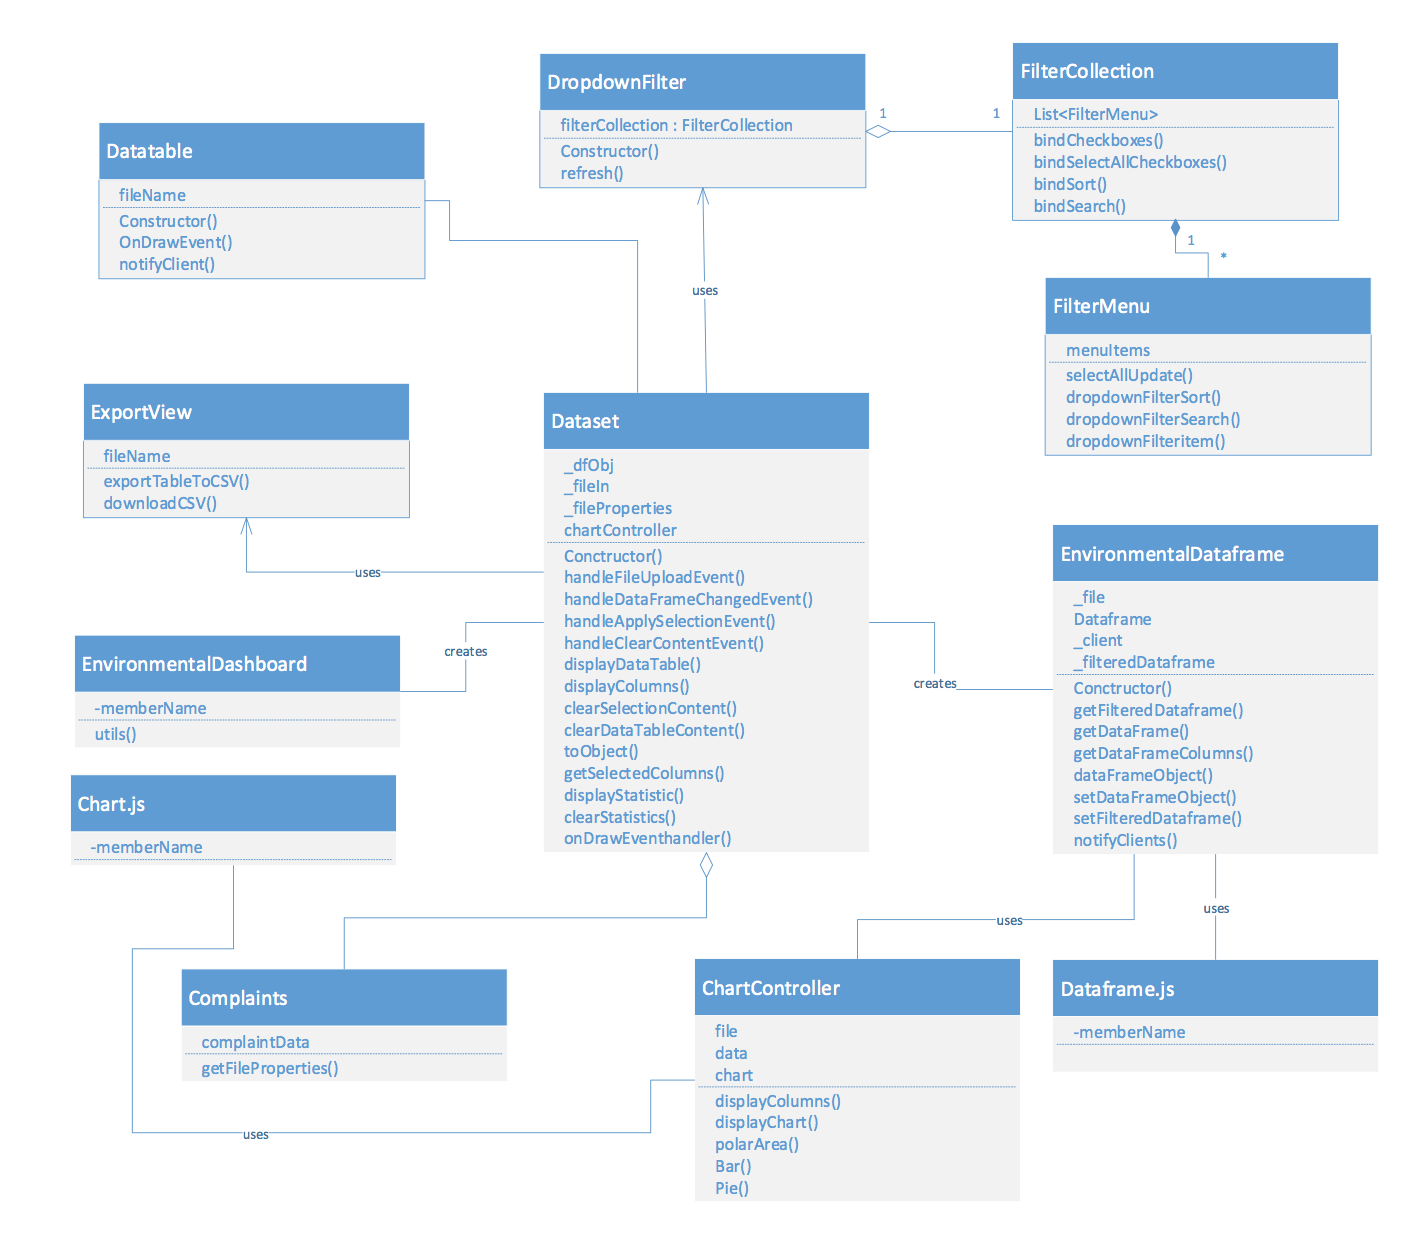 DropdownFilter
filterCollection : FilterCollection
Constructor()
refresh()
1
1
FilterCollection
List<FilterMenu>
bindCheckboxes()
bindSelectAllCheckboxes()
bindSort()
bindSearch()
1
*
Datatable
fileName
Constructor()
OnDrawEvent()
notifyClient()
uses
FilterMenu
menuItems
selectAllUpdate()
dropdownFilterSort()
dropdownFilterSearch()
dropdownFilteritem()
ExportView
fileName
exportTableToCSV()
downloadCSV()
uses
Dataset
_dfObj
_fileIn
_fileProperties
chartController
Conctructor()
handleFileUploadEvent()
handleDataFrameChangedEvent()
handleApplySelectionEvent()
handleClearContentEvent()
displayDataTable()
displayColumns()
clearSelectionContent()
clearDataTableContent()
toObject()
getSelectedColumns()
displayStatistic()
clearStatistics()
onDrawEventhandler()
EnvironmentalDataframe
_file
Dataframe
_client
_filteredDataframe
Conctructor()
getFilteredDataframe()
getDataFrame()
getDataFrameColumns()
dataFrameObject()
setDataFrameObject()
setFilteredDataframe()
notifyClients()
creates
creates
EnvironmentalDashboard
-memberName
utils()
Chart.js
-memberName
uses
uses
Complaints
complaintData
getFileProperties()
ChartController
file
data
chart
displayColumns()
displayChart()
polarArea()
Bar()
Pie()
Dataframe.js
-memberName
uses